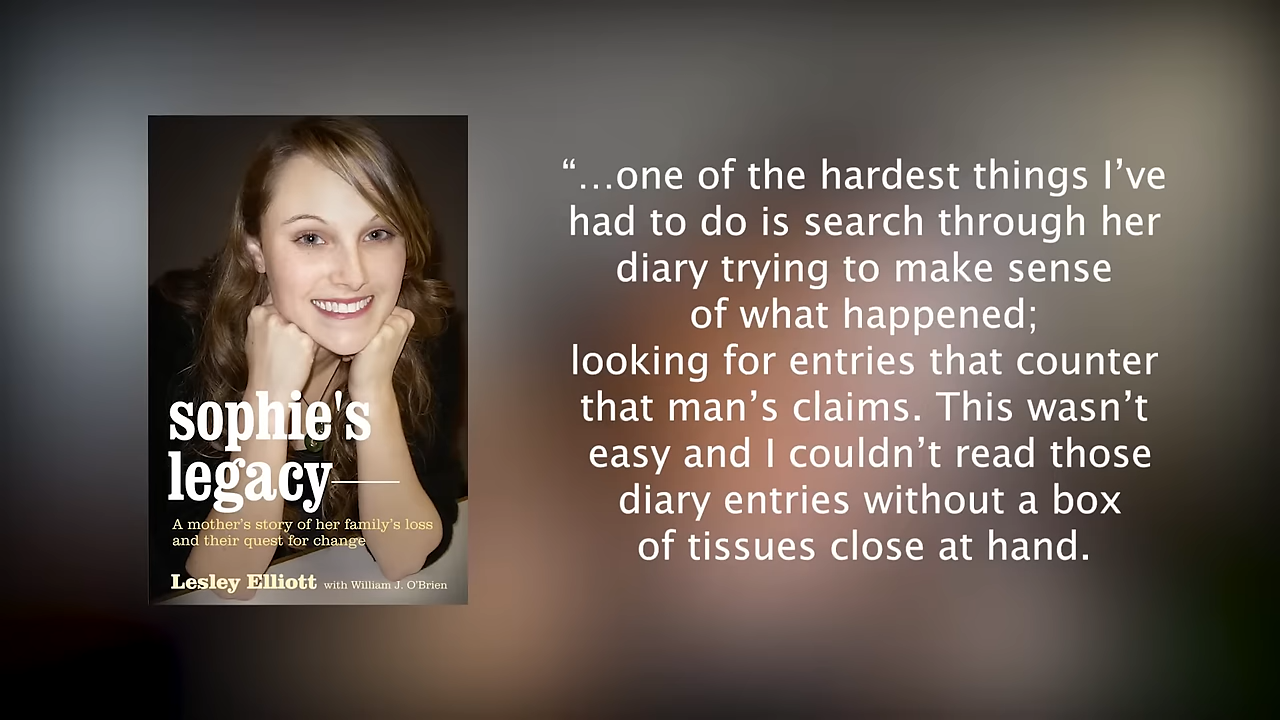 sophie's
legacy
A mother's story of her family's loss
and their quest for change
Lesley Elliott with William J. O'Brien
“…one of the hardest things I’ve
had to do is search through her
diary trying to make sense
of what happened;
looking for entries that counter
that man’s claims. This wasn’t
easy and I couldn’t read those
diary entries without a box
of tissues close at hand.